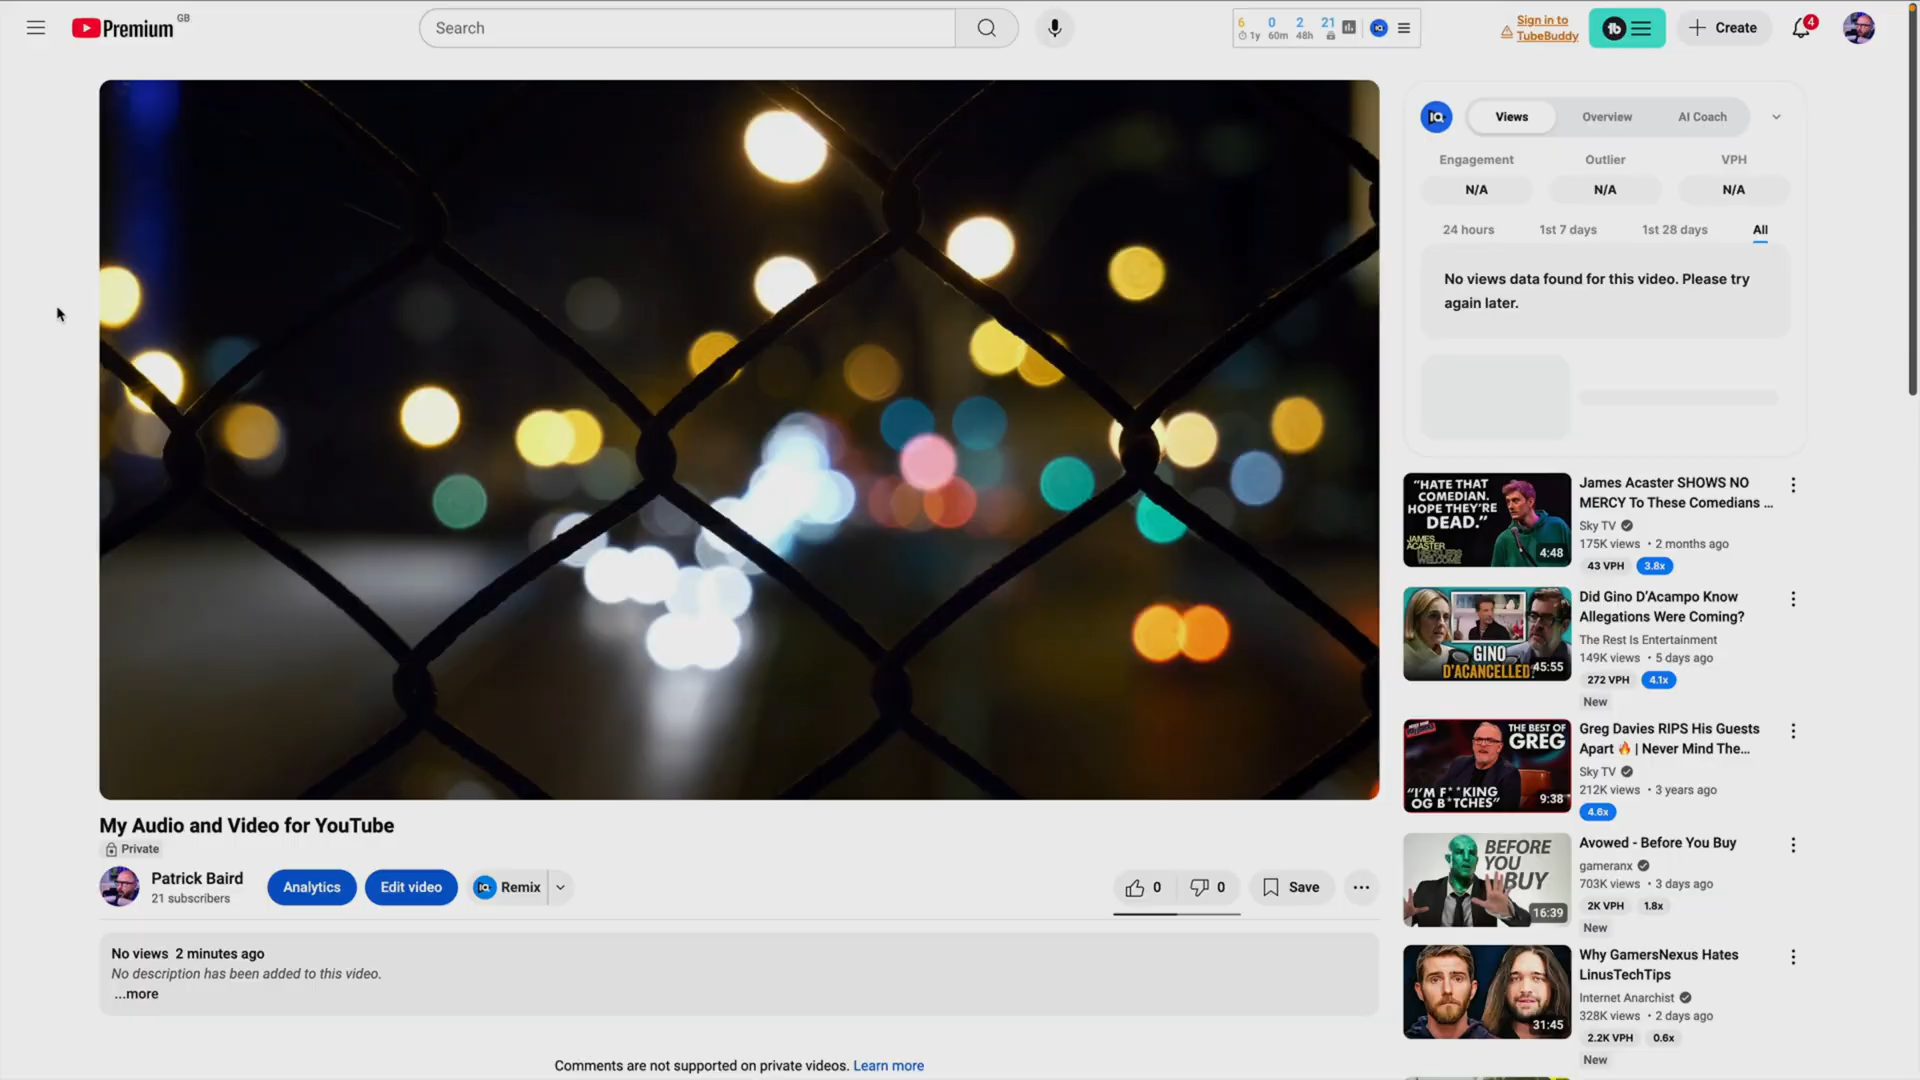 Premium GB
Search
6 0 2 21
1y 60m 48h
Sign in to
TubeBuddy
Create
4
Views
Overview
AI Coach
Engagement
Outlier
VPH
N/A
N/A
N/A
24 hours
1st 7 days
1st 28 days
All
No views data found for this video. Please try
again later.
My Audio and Video for YouTube
Private
Patrick Baird
21 subscribers
Analytics
Edit video
Remix
0
0
Save
No views 2 minutes ago
No description has been added to this video.
...more
Comments are not supported on private videos. Learn more
"HATE THAT
COMEDIAN.
HOPE THEY'RE
DEAD."
JAMES
ACASTER
HECKLERS
WELCOME
4:48
James Acaster SHOWS NO
MERCY To These Comedians ...
Sky TV
175K views • 2 months ago
43 VPH 3.8x
GINO
D'ACANCELLED?
45:55
Did Gino D'Acampo Know
Allegations Were Coming?
The Rest Is Entertainment
149K views • 5 days ago
272 VPH 4.1x
New
THE BEST OF
GREG
"I'M F**KING
OG B*TCHES"
9:38
Greg Davies RIPS His Guests
Apart 🔥 | Never Mind The...
Sky TV
212K views • 3 years ago
4.6x
BEFORE
YOU
BUY
16:39
Avowed - Before You Buy
gameranx
703K views • 3 days ago
2K VPH 1.8x
New
31:45
Why GamersNexus Hates
LinusTechTips
Internet Anarchist
328K views • 2 days ago
2.2K VPH 0.6x
New